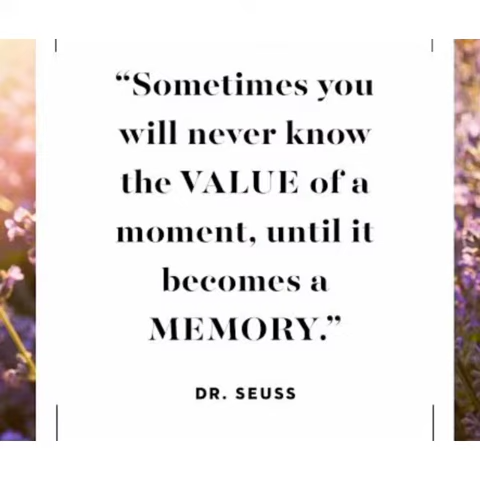 “Sometimes you
will never know
the VALUE of a
moment, until it
becomes a
MEMORY.”
DR. SEUSS